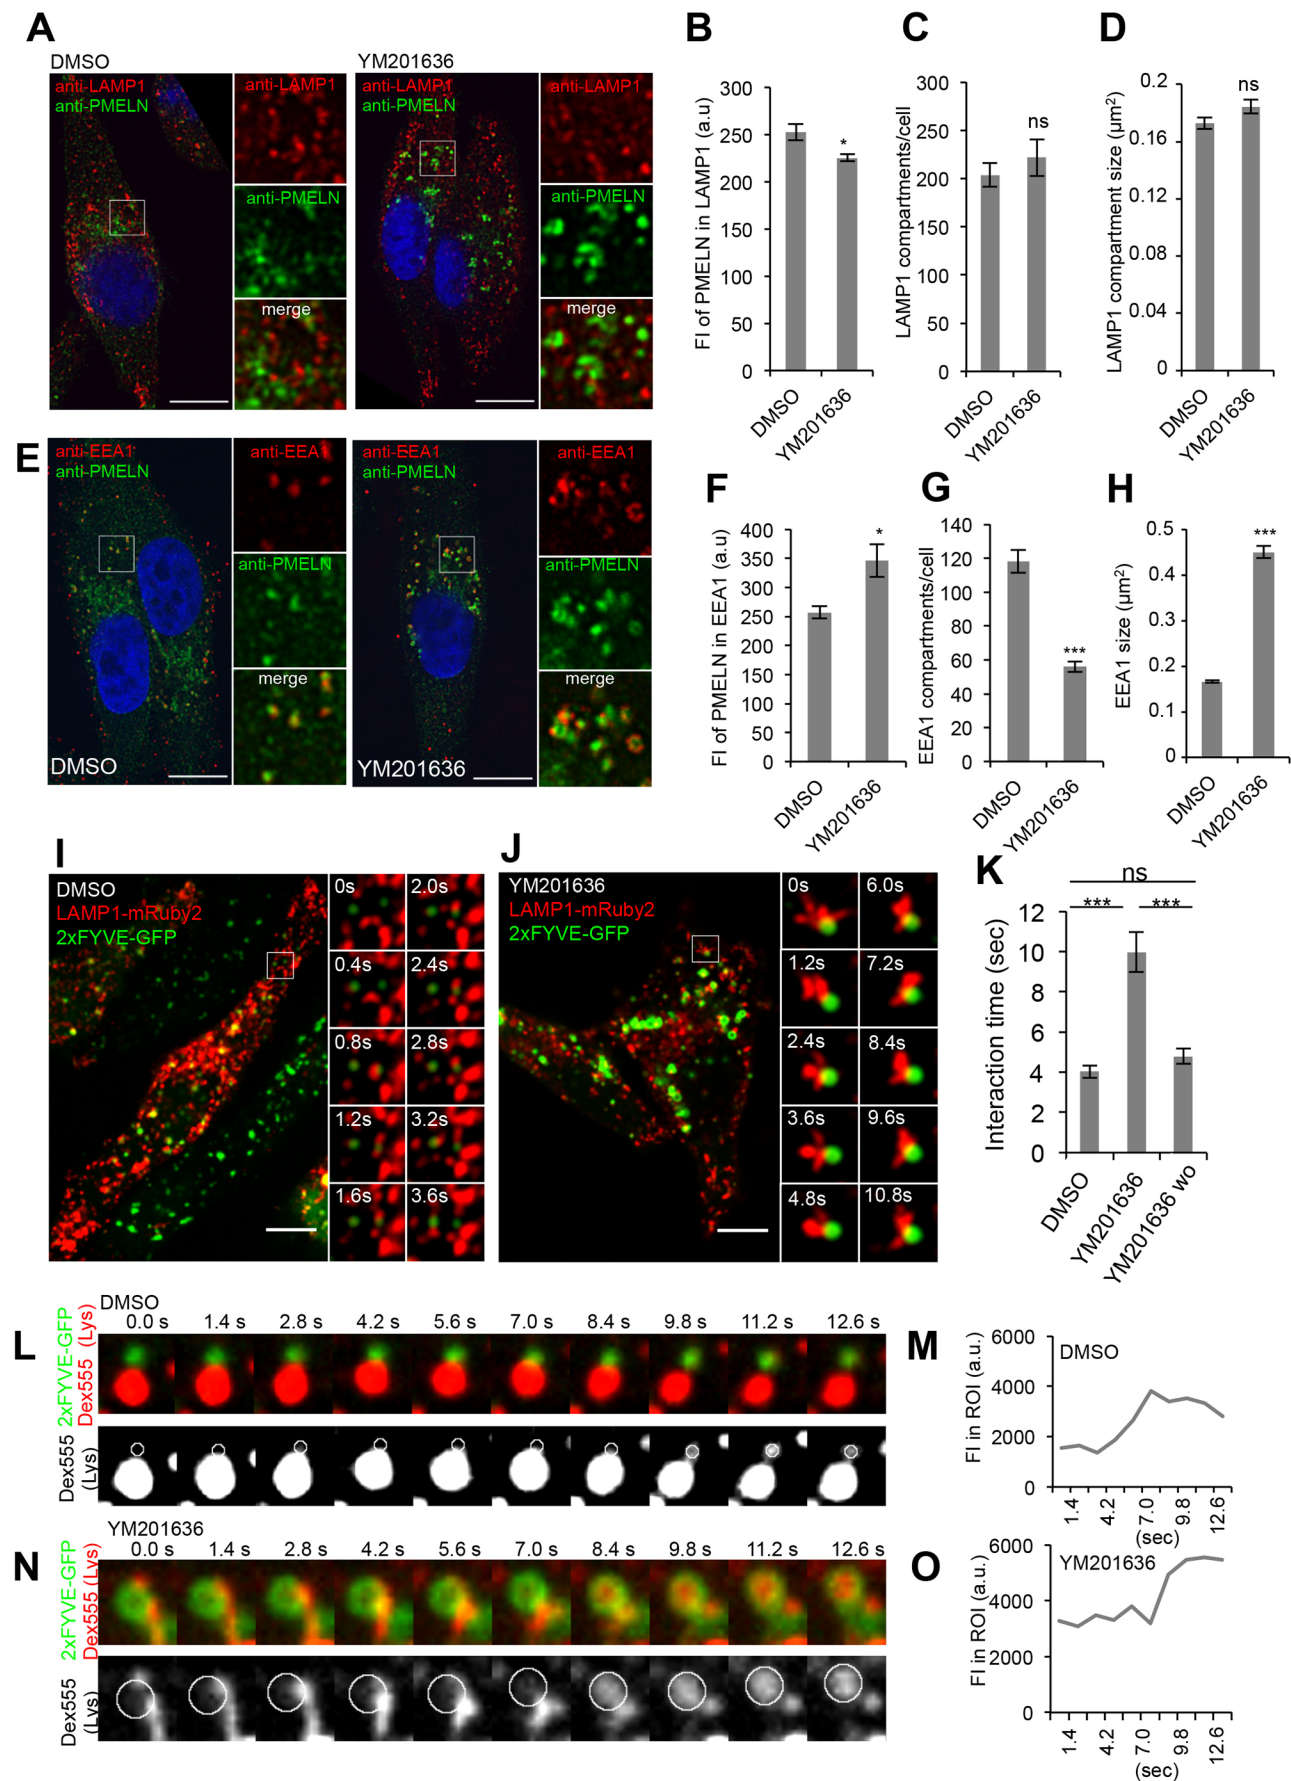 A
DMSO
anti-LAMP1
anti-PMELN
anti-LAMP1
anti-PMELN
merge
YM201636
anti-LAMP1
anti-PMELN
anti-LAMP1
anti-PMELN
merge
B
FI of PMELN in LAMP1 (a.u)
300
250
200
150
100
50
0
*
DMSO
YM201636
C
LAMP1 compartments/cell
300
250
200
150
100
50
0
ns
DMSO
YM201636
D
LAMP1 compartment size (µm²)
0.2
0.16
0.12
0.08
0.04
0
ns
DMSO
YM201636
E
anti-EEA1
anti-PMELN
DMSO
anti-EEA1
anti-PMELN
merge
anti-EEA1
anti-PMELN
YM201636
anti-EEA1
anti-PMELN
merge
F
FI of PMELN in EEA1 (a.u)
400
350
300
250
200
150
100
50
0
*
DMSO
YM201636
G
EEA1 compartments/cell
140
120
100
80
60
40
20
0
***
DMSO
YM201636
H
EEA1 size (µm²)
0.5
0.4
0.2
0.1
0
***
DMSO
YM201636
I
DMSO
LAMP1-mRuby2
2xFYVE-GFP
0s
2.0s
0.4s
2.4s
0.8s
2.8s
1.2s
3.2s
1.6s
3.6s
J
YM201636
LAMP1-mRuby2
2xFYVE-GFP
0s
6.0s
1.2s
7.2s
2.4s
8.4s
3.6s
9.6s
4.8s
10.8s
K
Interaction time (sec)
ns
*** ***
12
10
8
6
4
2
0
DMSO
YM201636
YM201636 wo
L
DMSO
0.0 s 1.4 s 2.8 s 4.2 s 5.6 s 7.0 s 8.4 s 9.8 s 11.2 s 12.6 s
2xFYVE-GFP
Dex555 (Lys)
Dex555
(Lys)
M
DMSO
FI in ROI (a.u.)
6000
4000
2000
0
1.4 4.2 7.0 9.8 12.6
(sec)
N
YM201636
0.0 s 1.4 s 2.8 s 4.2 s 5.6 s 7.0 s 8.4 s 9.8 s 11.2 s 12.6 s
2xFYVE-GFP
Dex555 (Lys)
Dex555
(Lys)
O
YM201636
FI in ROI (a.u.)
6000
4000
2000
0
1.4 4.2 7.0 9.8 12.6
(sec)